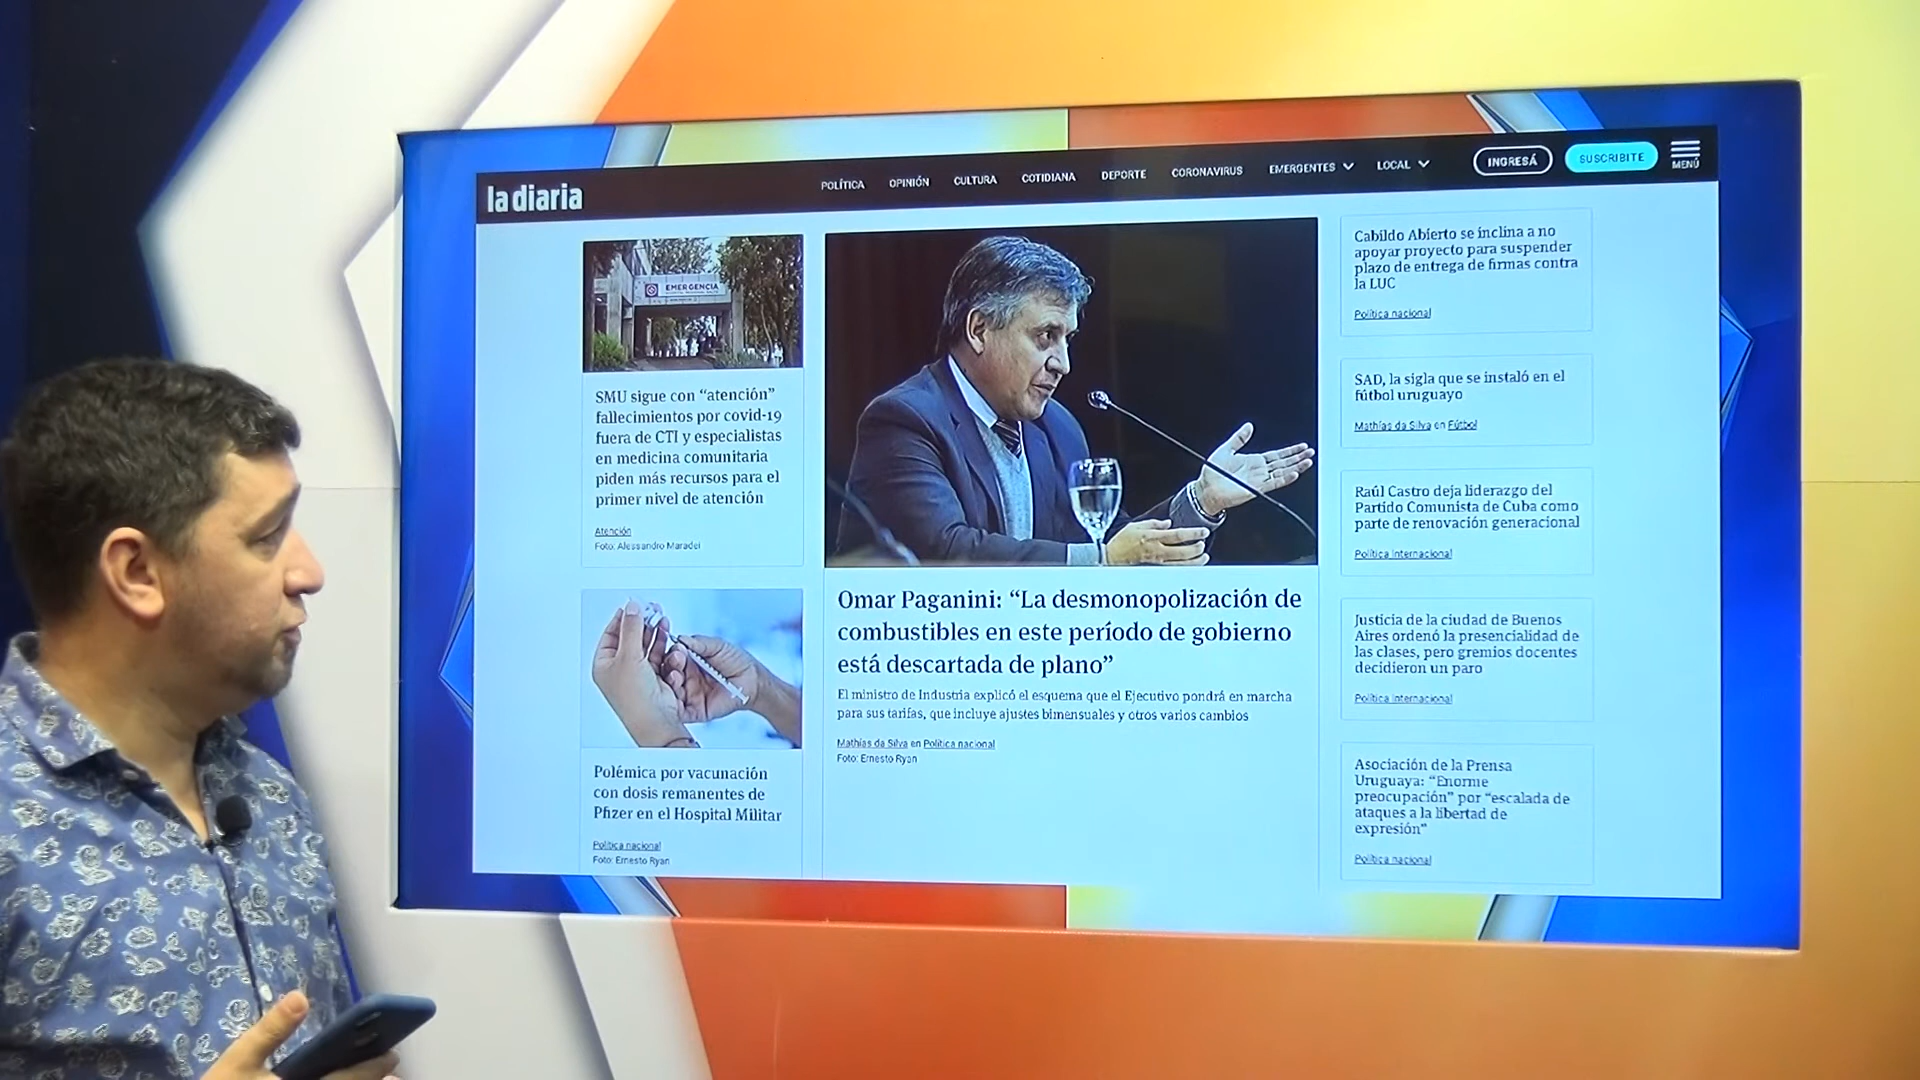 la diaria
POLÍTICA
OPINIÓN
CULTURA
COTIDIANA
DEPORTE
CORONAVIRUS
EMERGENTES
LOCAL
INGRESÁ
SUSCRIBITE
MENÚ
EMERGENCIA
SMU sigue con “atención”
fallecimientos por covid-19
fuera de CTI y especialistas
en medicina comunitaria
piden más recursos para el
primer nivel de atención
Atención
Foto: Alessandro Maradei
Polémica por vacunación
con dosis remanentes de
Pfizer en el Hospital Militar
Política nacional
Foto: Ernesto Ryan
Omar Paganini: “La desmonopolización de
combustibles en este período de gobierno
está descartada de plano”
El ministro de Industria explicó el esquema que el Ejecutivo pondrá en marcha
para sus tarifas, que incluye ajustes bimensuales y otros varios cambios
Mathías da Silva en Política nacional
Foto: Ernesto Ryan
Cabildo Abierto se inclina a no
apoyar proyecto para suspender
plazo de entrega de firmas contra
la LUC
Política nacional
SAD, la sigla que se instaló en el
fútbol uruguayo
Mathías da Silva en Fútbol
Raúl Castro deja liderazgo del
Partido Comunista de Cuba como
parte de renovación generacional
Política internacional
Justicia de la ciudad de Buenos
Aires ordenó la presencialidad de
las clases, pero gremios docentes
decidieron un paro
Política internacional
Asociación de la Prensa
Uruguaya: “Enorme
preocupación” por “escalada de
ataques a la libertad de
expresión”
Política nacional